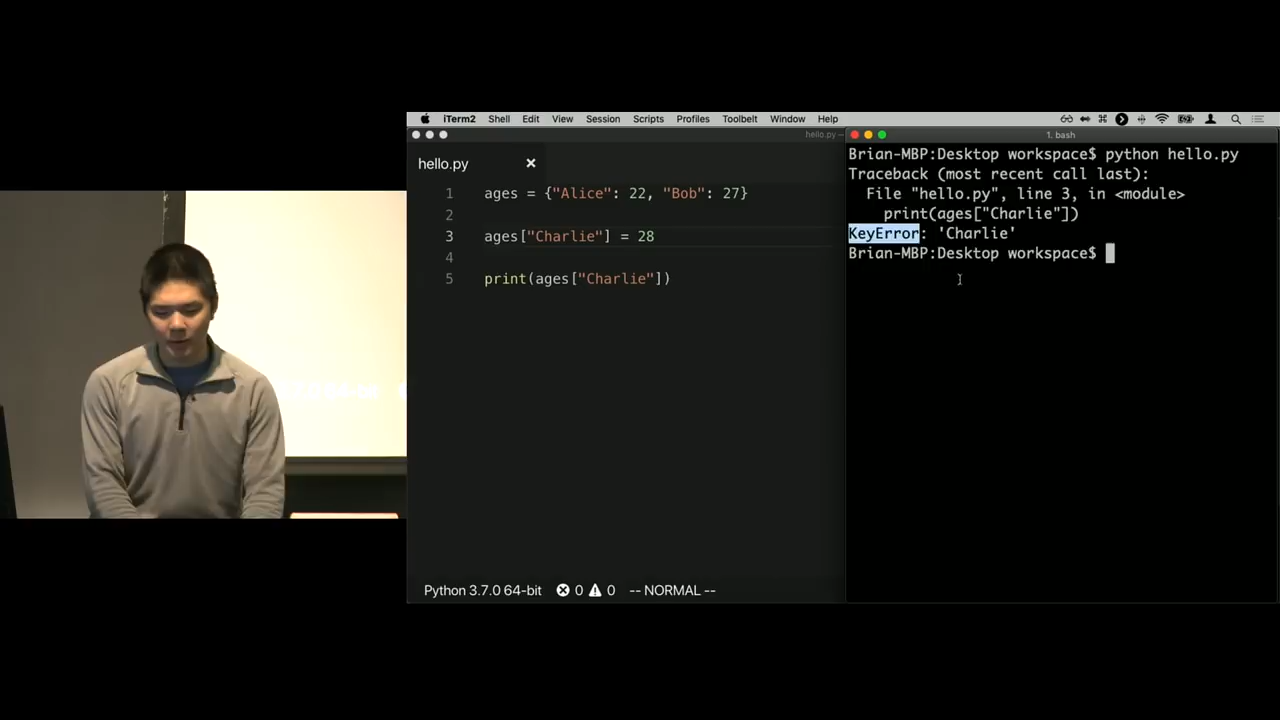 iTerm2 Shell Edit View Session Scripts Profiles Toolbelt Window Help
hello.py —
1. bash
hello.py
1 ages = {"Alice": 22, "Bob": 27}
2
3 ages["Charlie"] = 28
4
5 print(ages["Charlie"])
Python 3.7.0 64-bit 0 0 -- NORMAL --
Brian-MBP:Desktop workspace$ python hello.py
Traceback (most recent call last):
File "hello.py", line 3, in <module>
print(ages["Charlie"])
KeyError: 'Charlie'
Brian-MBP:Desktop workspace$